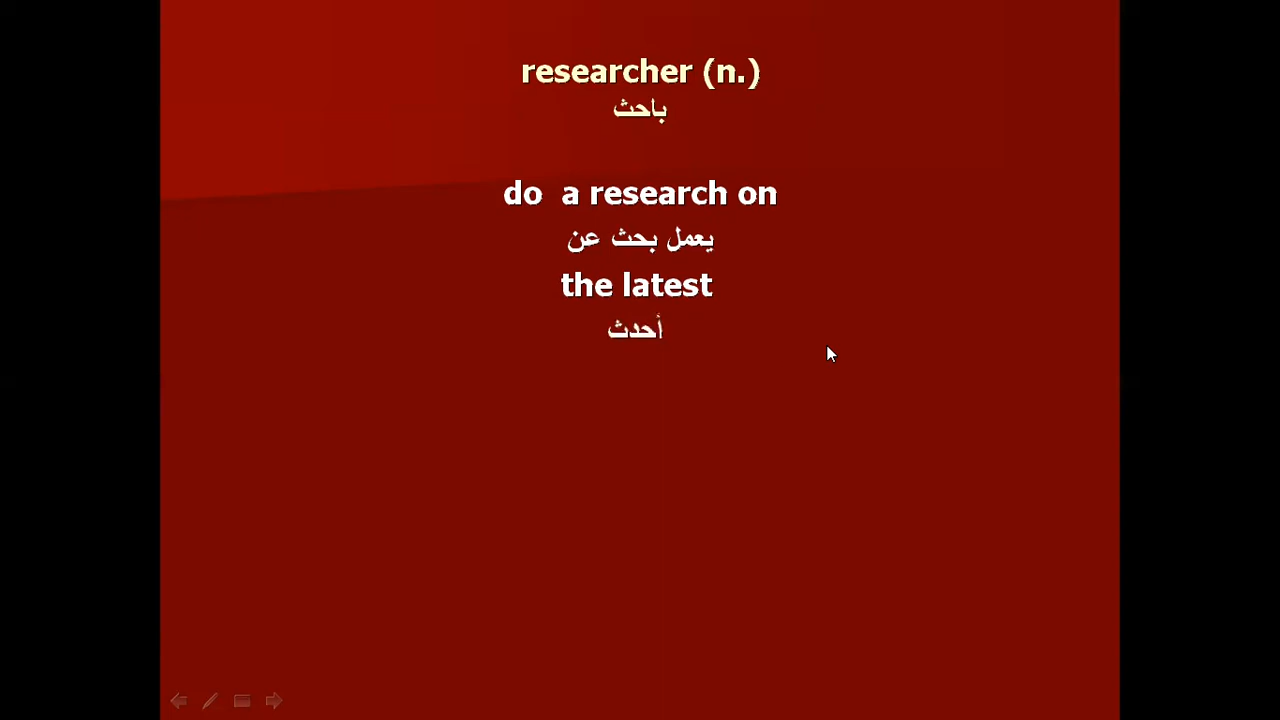 researcher (n.)
باحث
do  a research on
يعمل بحث عن
the latest
أحدث